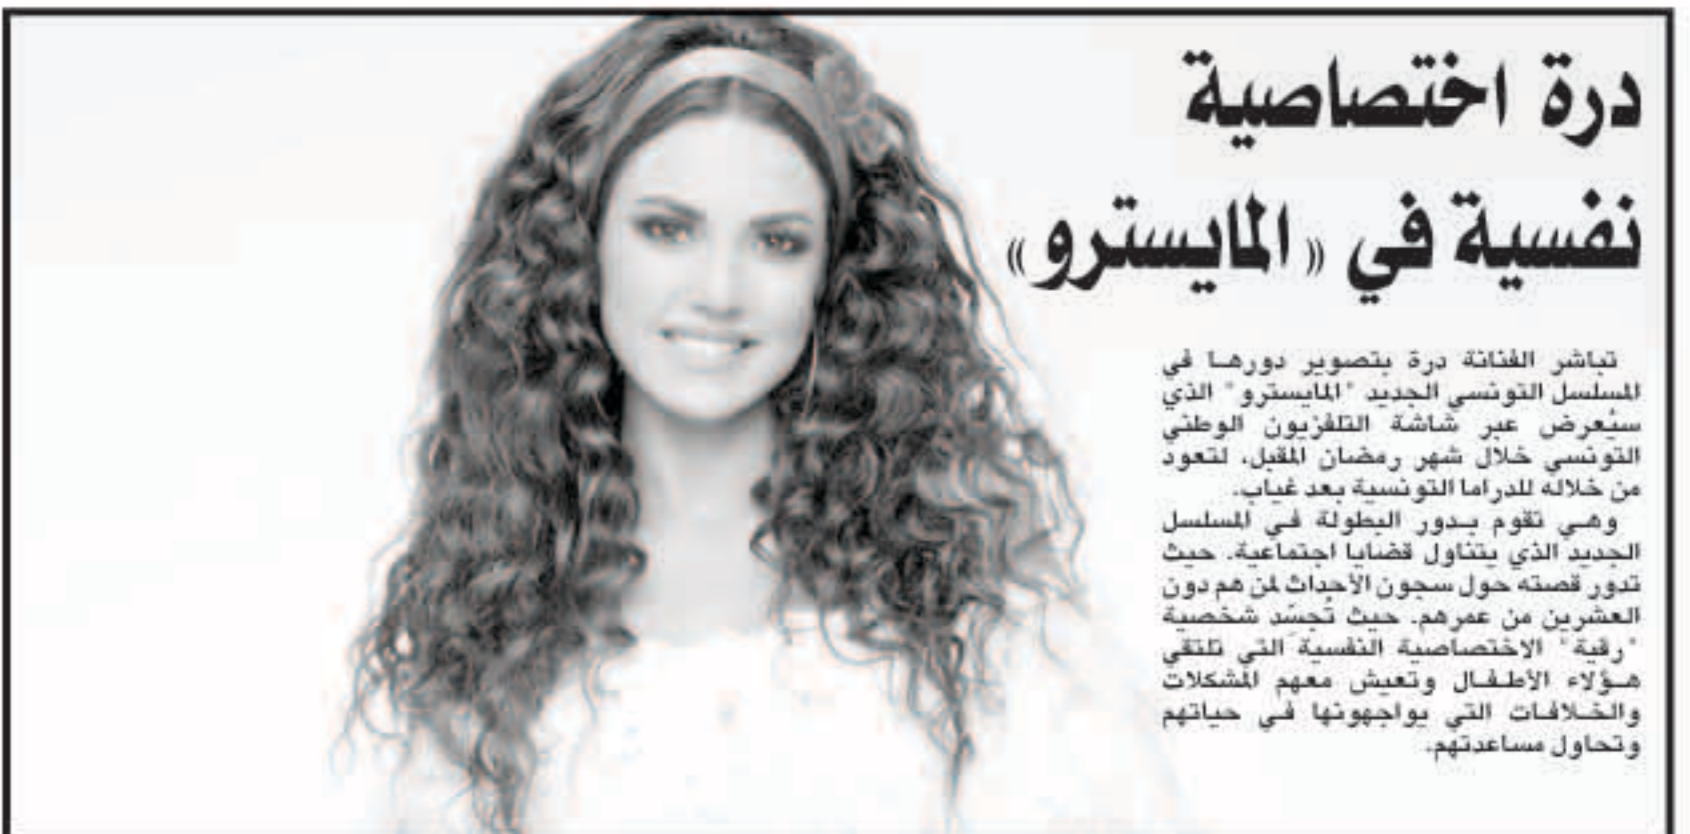 درة اختصاصية
نفسية في «المايسترو»
تباشر الفنانة درة بتصوير دورها في
المسلسل التونسي الجديد "المايسترو" الذي
سيُعرض عبر شاشة التلفزيون الوطني
التونسي خلال شهر رمضان المقبل، لتعود
من خلاله للدراما التونسية بعد غياب.
وهي تقوم بدور البطولة في المسلسل
الجديد الذي يتناول قضايا اجتماعية، حيث
تدور قصته حول سجون الأحداث لمن هم دون
العشرين من عمرهم، حيث تُجسّد شخصية
"رقية" الاختصاصية النفسية التي تلتقي
هؤلاء الأطفال وتعيش معهم المشكلات
والخلافات التي يواجهونها في حياتهم
وتحاول مساعدتهم.